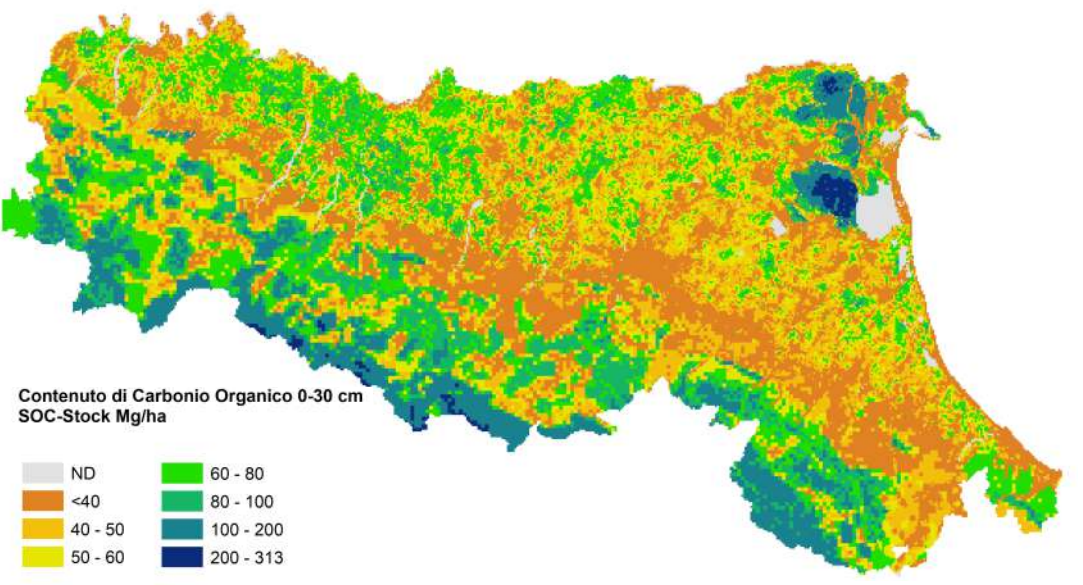 Contenuto di Carbonio Organico 0-30 cm
SOC-Stock Mg/ha
ND
<40
40 - 50
50 - 60
60 - 80
80 - 100
100 - 200
200 - 313